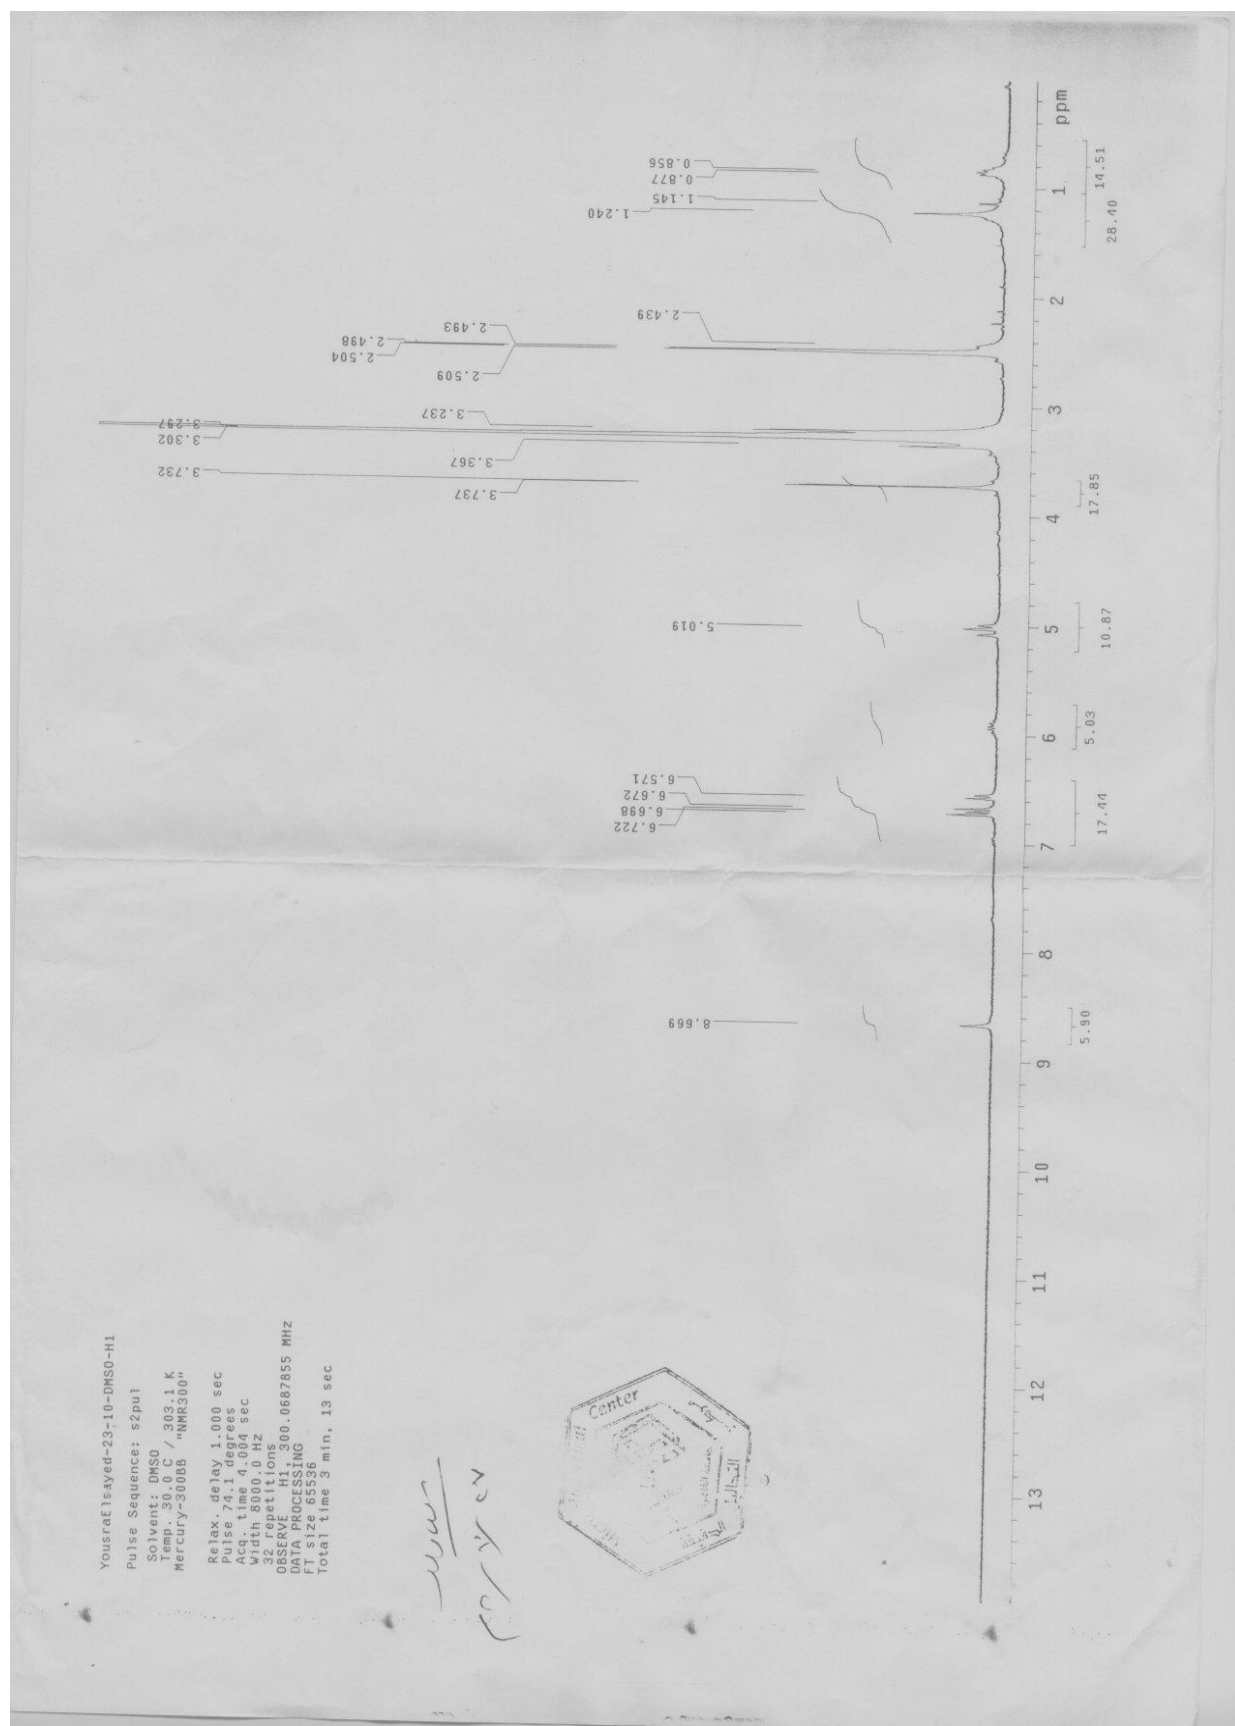 YousraElsayed-23-10-DMSO-H1
Pulse Sequence: s2pul
Solvent: DMSO
Temp. 30.0 C / 303.1 K
Mercury-300BB "NMR300"
Relax. delay 1.000 sec
Pulse 74.1 degrees
Acq. time 4.004 sec
Width 8000.0 Hz
32 repetitions
OBSERVE H1, 300.0687855 MHz
DATA PROCESSING
FT size 65536
Total time 3 min, 13 sec
8.669
6.722
6.698
6.672
6.571
5.019
3.737
3.732
3.367
3.302
3.297
3.237
2.509
2.504
2.498
2.493
2.439
1.240
1.145
0.877
0.856
13 12 11 10 9 8 7 6 5 4 3 2 1 ppm
5.90
17.44
5.03
10.87
17.85
28.40
14.51
Center